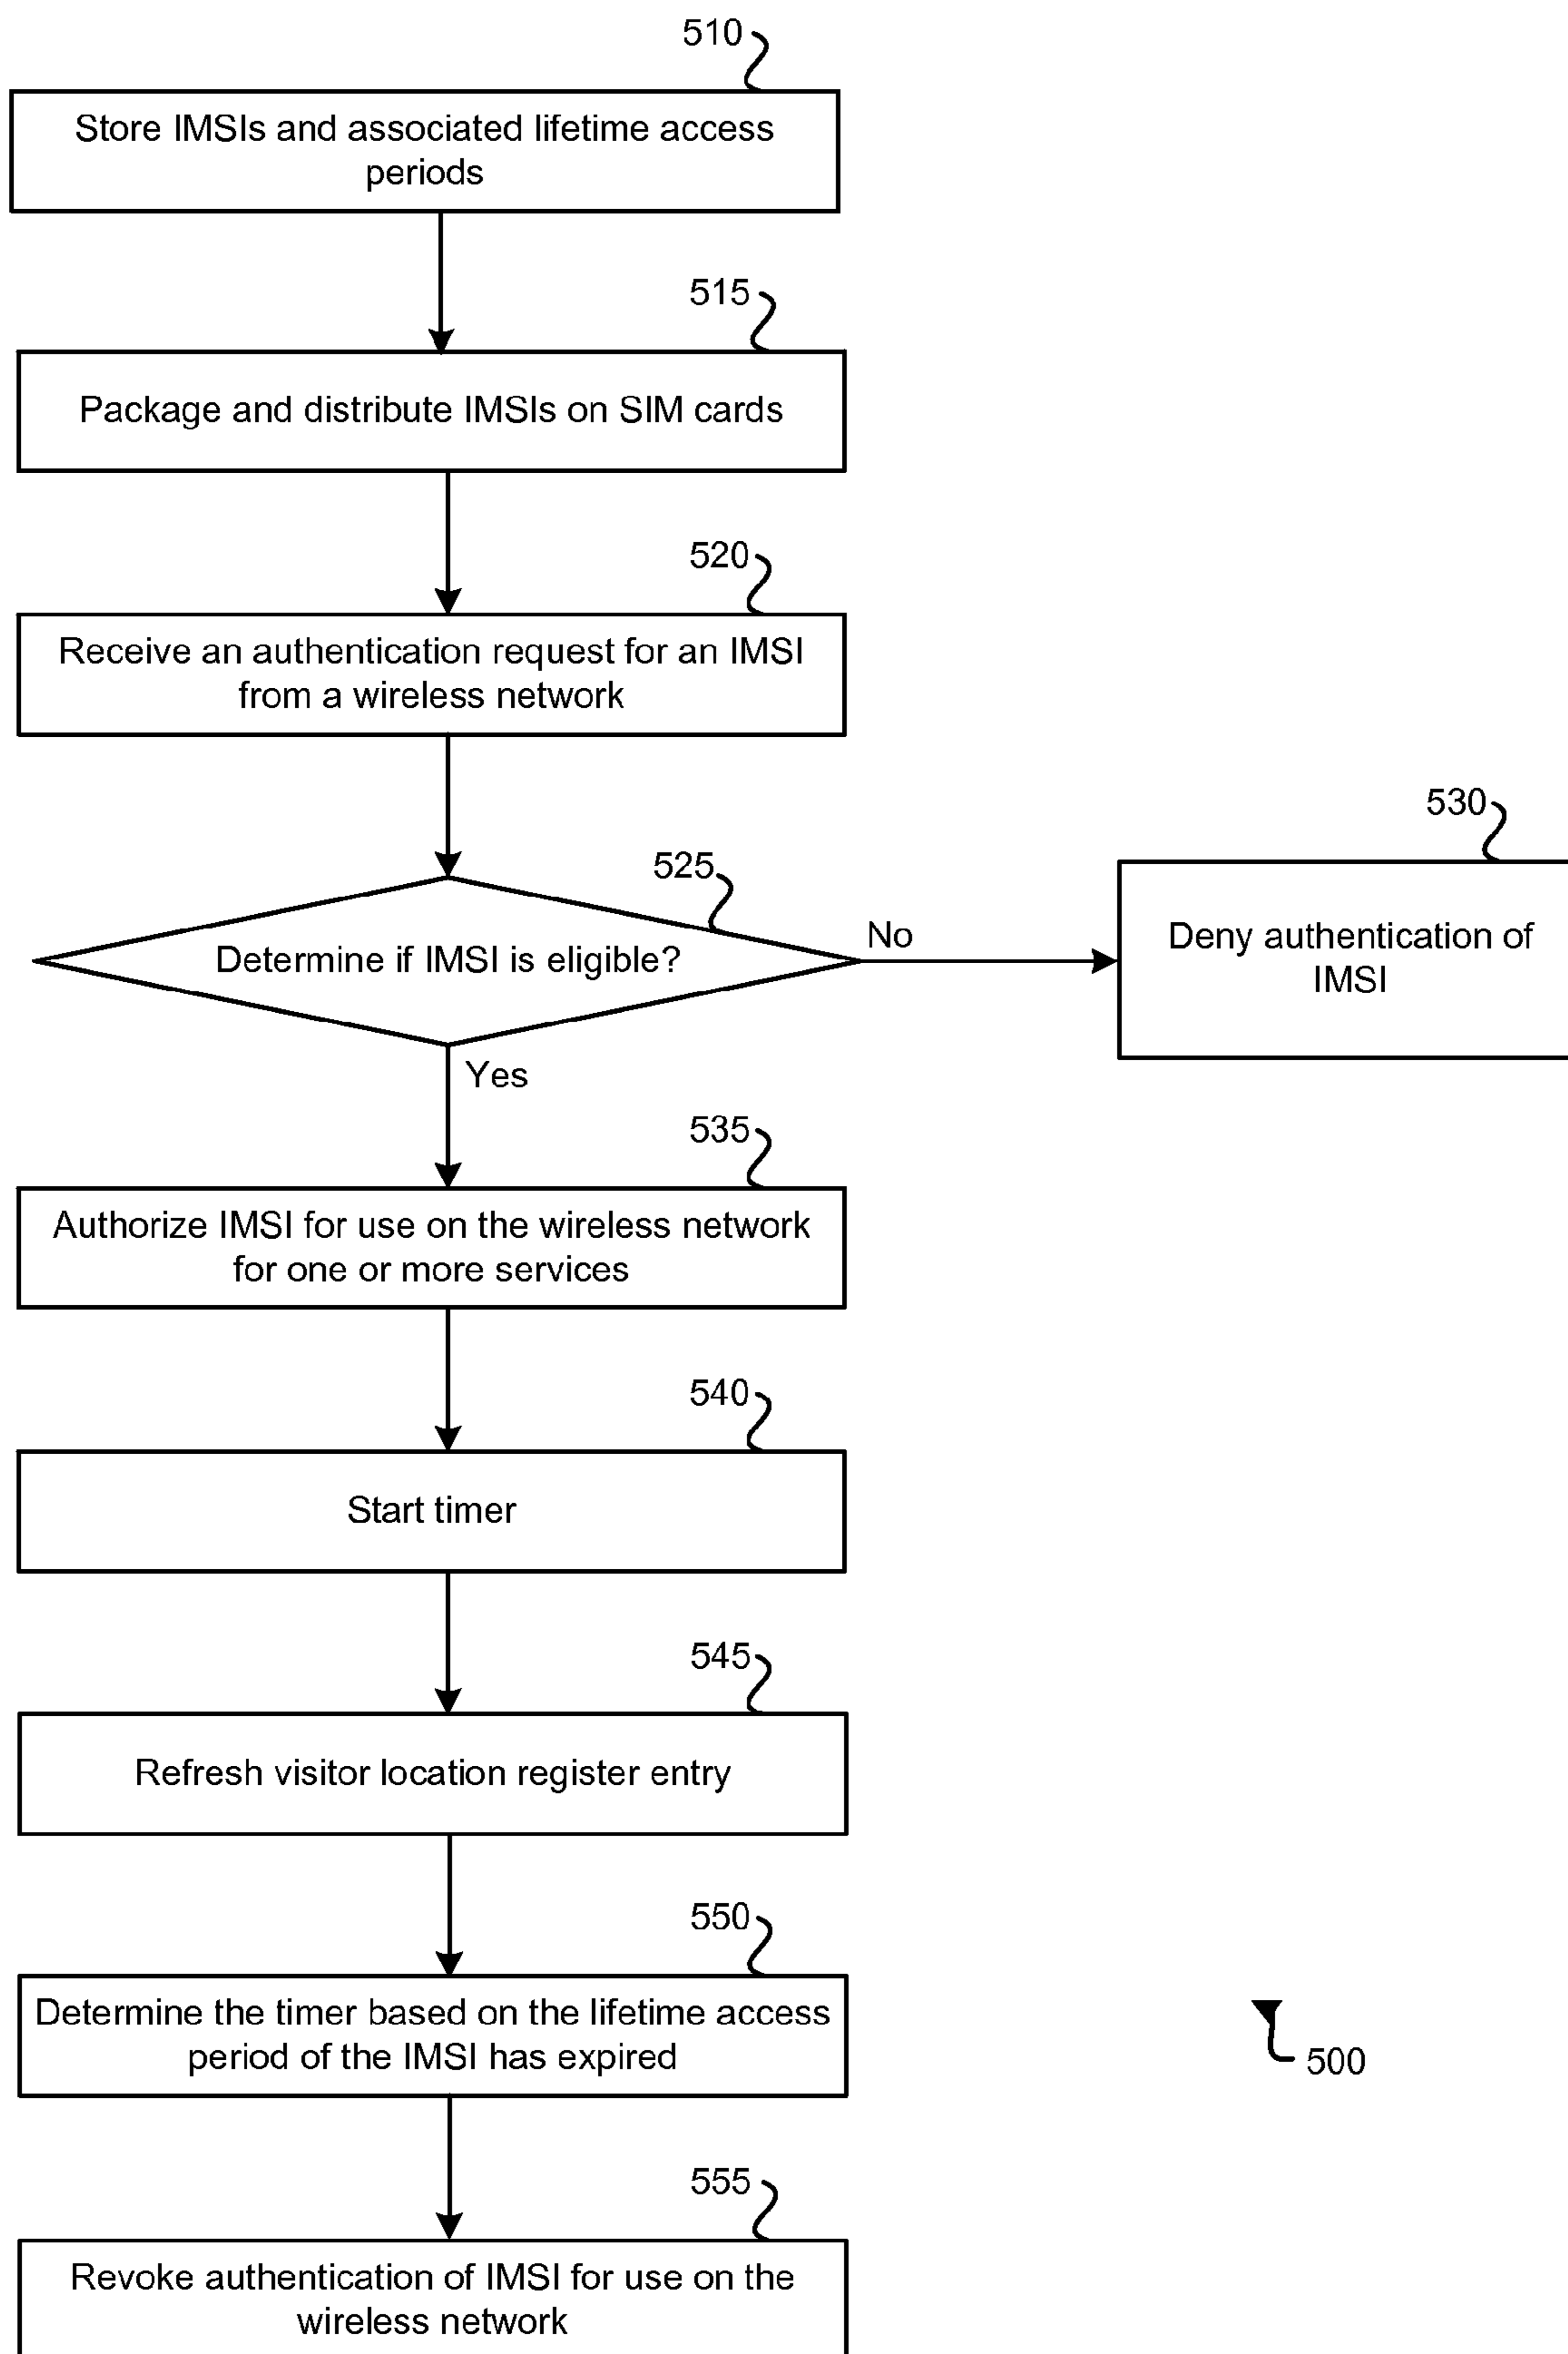 510
Store IMSIs and associated lifetime access
periods
515
Package and distribute IMSIs on SIM cards
520
Receive an authentication request for an IMSI
from a wireless network
525
Determine if IMSI is eligible?
No
530
Deny authentication of
IMSI
Yes
535
Authorize IMSI for use on the wireless network
for one or more services
540
Start timer
545
Refresh visitor location register entry
550
Determine the timer based on the lifetime access
period of the IMSI has expired
500
555
Revoke authentication of IMSI for use on the
wireless network